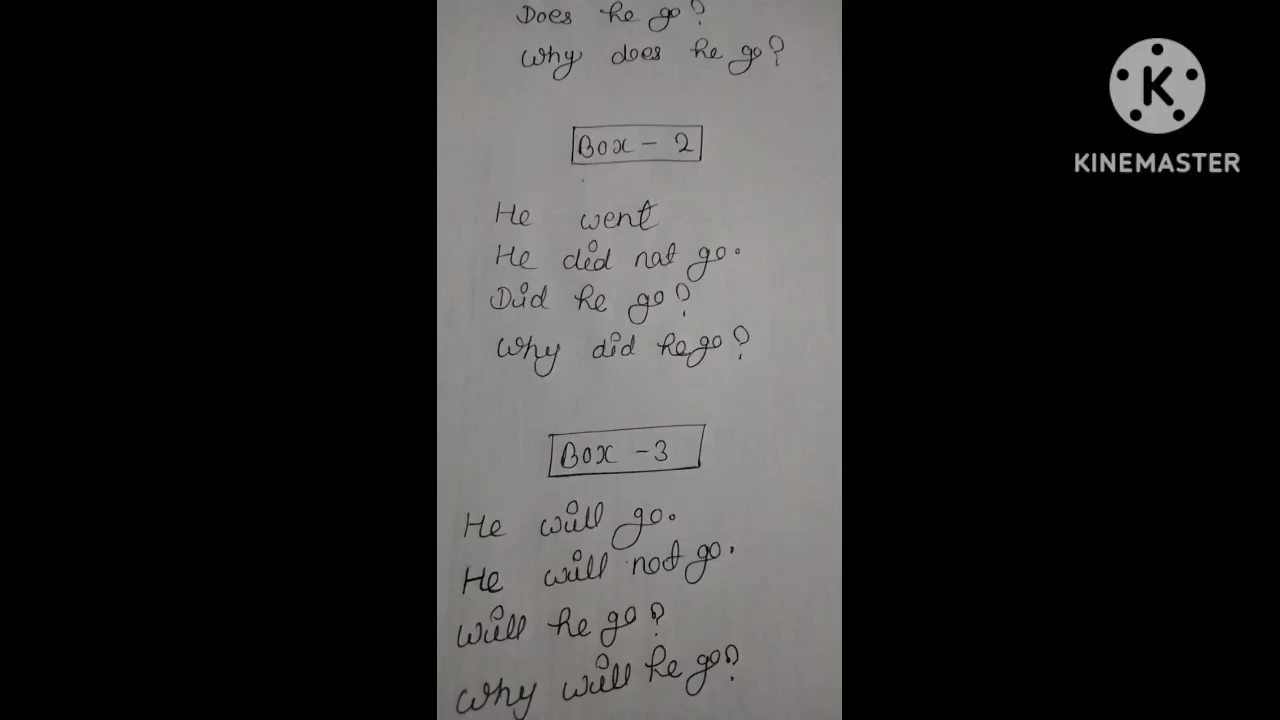 Does he go?
Why does he go?
Box - 2
He went
He did not go.
Did he go?
Why did he go?
Box - 3
He will go.
He will not go.
Will he go?
Why will he go?
K
KINEMASTER